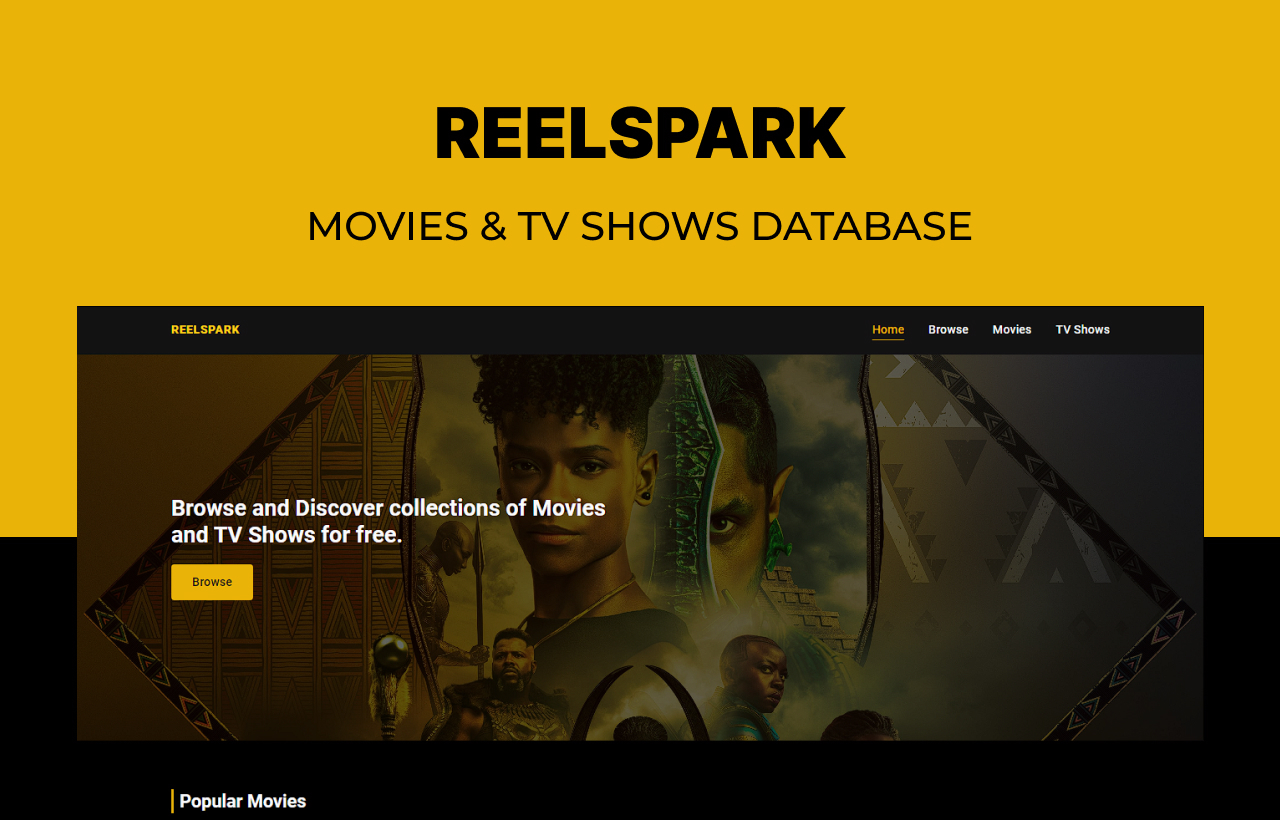 REELSPARK
MOVIES & TV SHOWS DATABASE
REELSPARK
Home Browse Movies TV Shows
Browse and Discover collections of Movies
and TV Shows for free.
Browse
Popular Movies